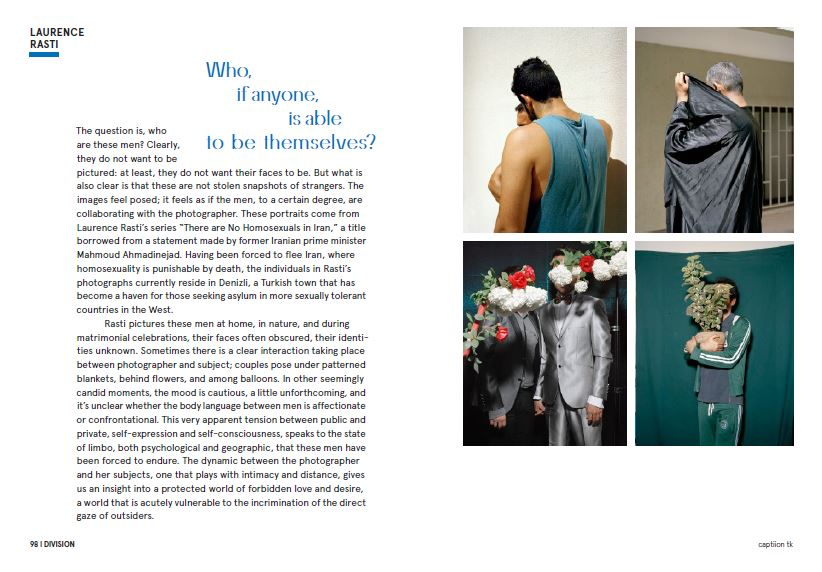 LAURENCE
RASTI
Who,
if anyone,
is able
to be themselves?
The question is, who
are these men? Clearly,
they do not want to be
pictured: at least, they do not want their faces to be. But what is
also clear is that these are not stolen snapshots of strangers. The
images feel posed; it feels as if the men, to a certain degree, are
collaborating with the photographer. These portraits come from
Laurence Rasti’s series “There are No Homosexuals in Iran,” a title
borrowed from a statement made by former Iranian prime minister
Mahmoud Ahmadinejad. Having been forced to flee Iran, where
homosexuality is punishable by death, the individuals in Rasti’s
photographs currently reside in Denizli, a Turkish town that has
become a haven for those seeking asylum in more sexually tolerant
countries in the West.
Rasti pictures these men at home, in nature, and during
matrimonial celebrations, their faces often obscured, their identi-
ties unknown. Sometimes there is a clear interaction taking place
between photographer and subject; couples pose under patterned
blankets, behind flowers, and among balloons. In other seemingly
candid moments, the mood is cautious, a little unforthcoming, and
it’s unclear whether the body language between men is affectionate
or confrontational. This very apparent tension between public and
private, self-expression and self-consciousness, speaks to the state
of limbo, both psychological and geographic, that these men have
been forced to endure. The dynamic between the photographer
and her subjects, one that plays with intimacy and distance, gives
us an insight into a protected world of forbidden love and desire,
a world that is acutely vulnerable to the incrimination of the direct
gaze of outsiders.
98 | DIVISION
captiion tk